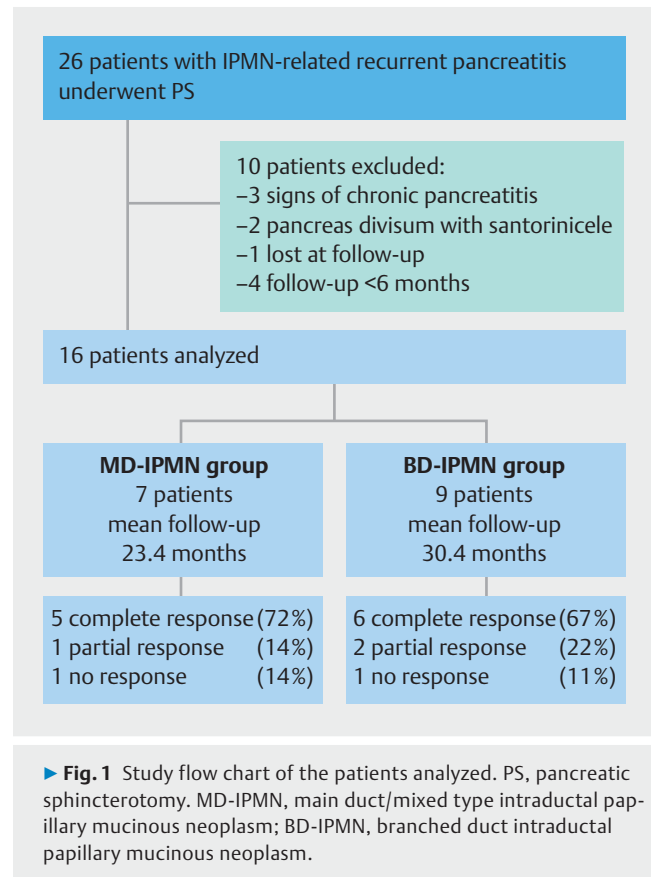 26 patients with IPMN-related recurrent pancreatitis
underwent PS
10 patients excluded:
–3 signs of chronic pancreatitis
–2 pancreas divisum with santorinicele
–1 lost at follow-up
–4 follow-up <6 months
16 patients analyzed
MD-IPMN group
7 patients
mean follow-up
23.4 months
BD-IPMN group
9 patients
mean follow-up
30.4 months
5 complete response (72%)
1 partial response (14%)
1 no response (14%)
6 complete response (67%)
2 partial response (22%)
1 no response (11%)
▶ Fig. 1 Study flow chart of the patients analyzed. PS, pancreatic
sphincterotomy. MD-IPMN, main duct/mixed type intraductal pap-
illary mucinous neoplasm; BD-IPMN, branched duct intraductal
papillary mucinous neoplasm.